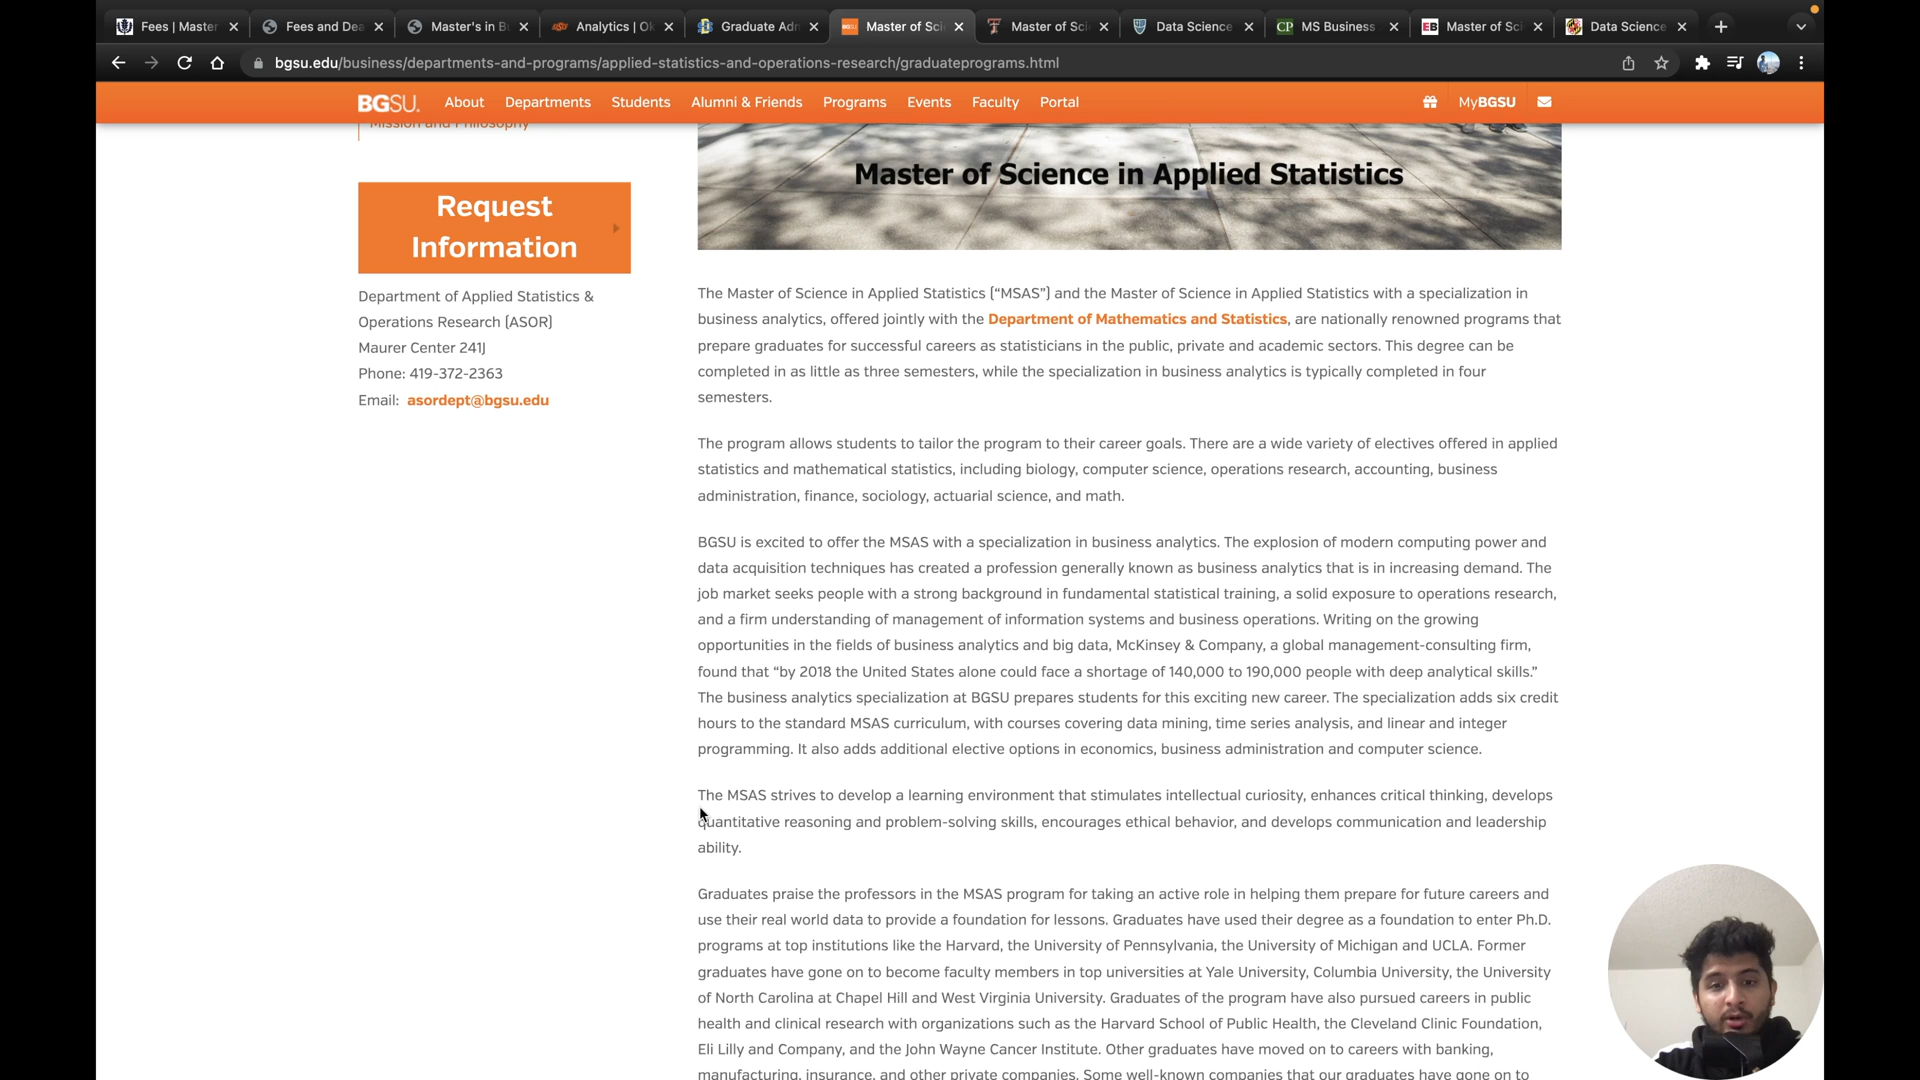 Fees | Master
Fees and Dea
Master's in B
Analytics | Ok
Graduate Adm
Master of Sci
Master of Sci
Data Science
MS Business
Master of Sci
Data Science
bgsu.edu/business/departments-and-programs/applied-statistics-and-operations-research/graduateprograms.html
BGSU. About Departments Students Alumni & Friends Programs Events Faculty Portal MyBGSU
Mission and Philosophy
Request
Information
Department of Applied Statistics &
Operations Research (ASOR)
Maurer Center 241J
Phone: 419-372-2363
Email: asordept@bgsu.edu
Master of Science in Applied Statistics
The Master of Science in Applied Statistics (“MSAS”) and the Master of Science in Applied Statistics with a specialization in
business analytics, offered jointly with the Department of Mathematics and Statistics, are nationally renowned programs that
prepare graduates for successful careers as statisticians in the public, private and academic sectors. This degree can be
completed in as little as three semesters, while the specialization in business analytics is typically completed in four
semesters.
The program allows students to tailor the program to their career goals. There are a wide variety of electives offered in applied
statistics and mathematical statistics, including biology, computer science, operations research, accounting, business
administration, finance, sociology, actuarial science, and math.
BGSU is excited to offer the MSAS with a specialization in business analytics. The explosion of modern computing power and
data acquisition techniques has created a profession generally known as business analytics that is in increasing demand. The
job market seeks people with a strong background in fundamental statistical training, a solid exposure to operations research,
and a firm understanding of management of information systems and business operations. Writing on the growing
opportunities in the fields of business analytics and big data, McKinsey & Company, a global management-consulting firm,
found that “by 2018 the United States alone could face a shortage of 140,000 to 190,000 people with deep analytical skills.”
The business analytics specialization at BGSU prepares students for this exciting new career. The specialization adds six credit
hours to the standard MSAS curriculum, with courses covering data mining, time series analysis, and linear and integer
programming. It also adds additional elective options in economics, business administration and computer science.
The MSAS strives to develop a learning environment that stimulates intellectual curiosity, enhances critical thinking, develops
quantitative reasoning and problem-solving skills, encourages ethical behavior, and develops communication and leadership
ability.
Graduates praise the professors in the MSAS program for taking an active role in helping them prepare for future careers and
use their real world data to provide a foundation for lessons. Graduates have used their degree as a foundation to enter Ph.D.
programs at top institutions like the Harvard, the University of Pennsylvania, the University of Michigan and UCLA. Former
graduates have gone on to become faculty members in top universities at Yale University, Columbia University, the University
of North Carolina at Chapel Hill and West Virginia University. Graduates of the program have also pursued careers in public
health and clinical research with organizations such as the Harvard School of Public Health, the Cleveland Clinic Foundation,
Eli Lilly and Company, and the John Wayne Cancer Institute. Other graduates have moved on to careers with banking,
manufacturing, insurance, and other private companies. Some well-known companies that our graduates have gone on to